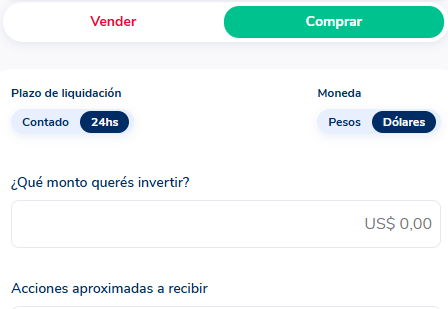 Vender Comprar
Plazo de liquidación Moneda
Contado 24hs Pesos Dólares
¿Qué monto querés invertir?
US$ 0,00
Acciones aproximadas a recibir